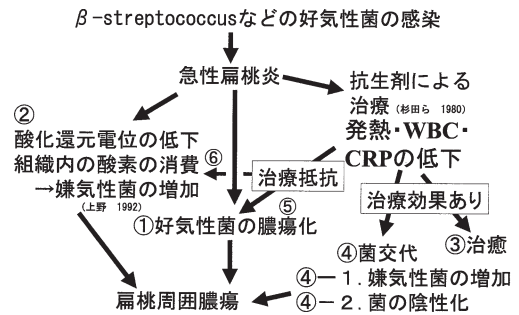 β-streptococcusなどの好気性菌の感染
急性扁桃炎
抗生剤による
治療(杉田ら 1980)
発熱・WBC・
CRPの低下
②
酸化還元電位の低下
組織内の酸素の消費
→嫌気性菌の増加
(上野 1992)
⑥
治療抵抗
治療効果あり
⑤
①好気性菌の膿瘍化
④菌交代
③治癒
④－1．嫌気性菌の増加
④－2．菌の陰性化
扁桃周囲膿瘍